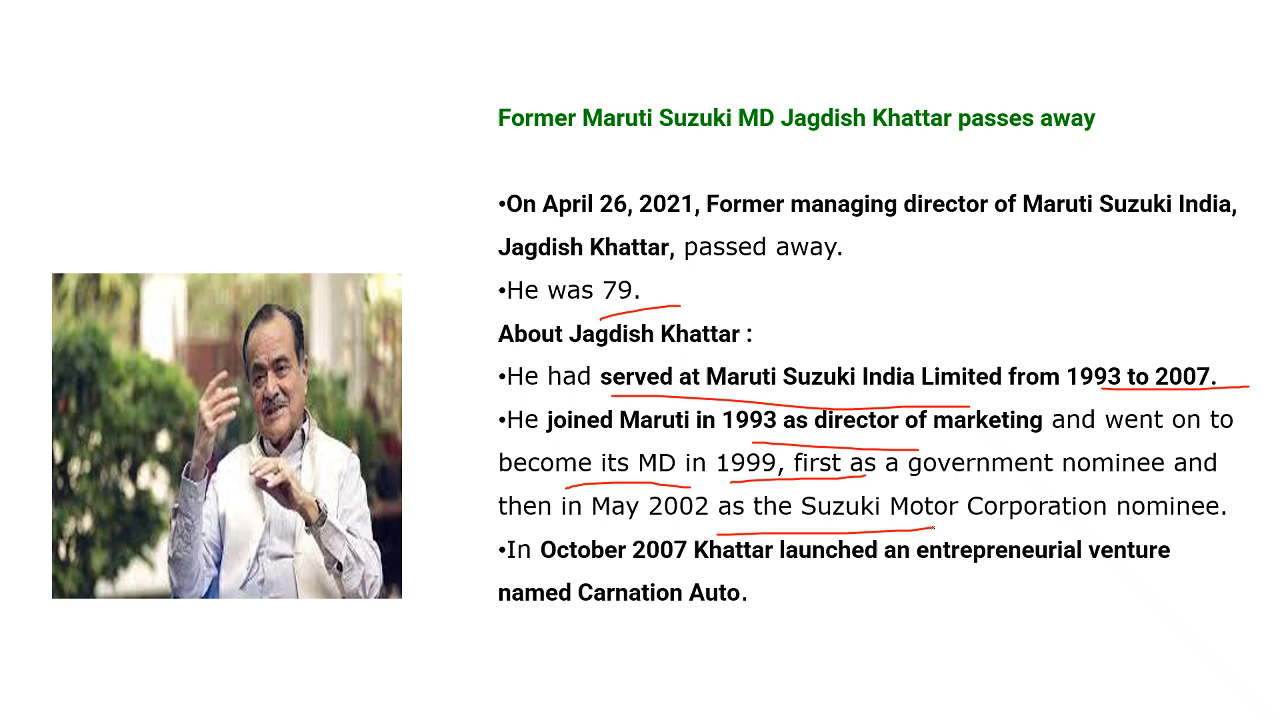 Former Maruti Suzuki MD Jagdish Khattar passes away
•On April 26, 2021, Former managing director of Maruti Suzuki India,
Jagdish Khattar, passed away.
•He was 79.
About Jagdish Khattar :
•He had served at Maruti Suzuki India Limited from 1993 to 2007.
•He joined Maruti in 1993 as director of marketing and went on to
become its MD in 1999, first as a government nominee and
then in May 2002 as the Suzuki Motor Corporation nominee.
•In October 2007 Khattar launched an entrepreneurial venture
named Carnation Auto.